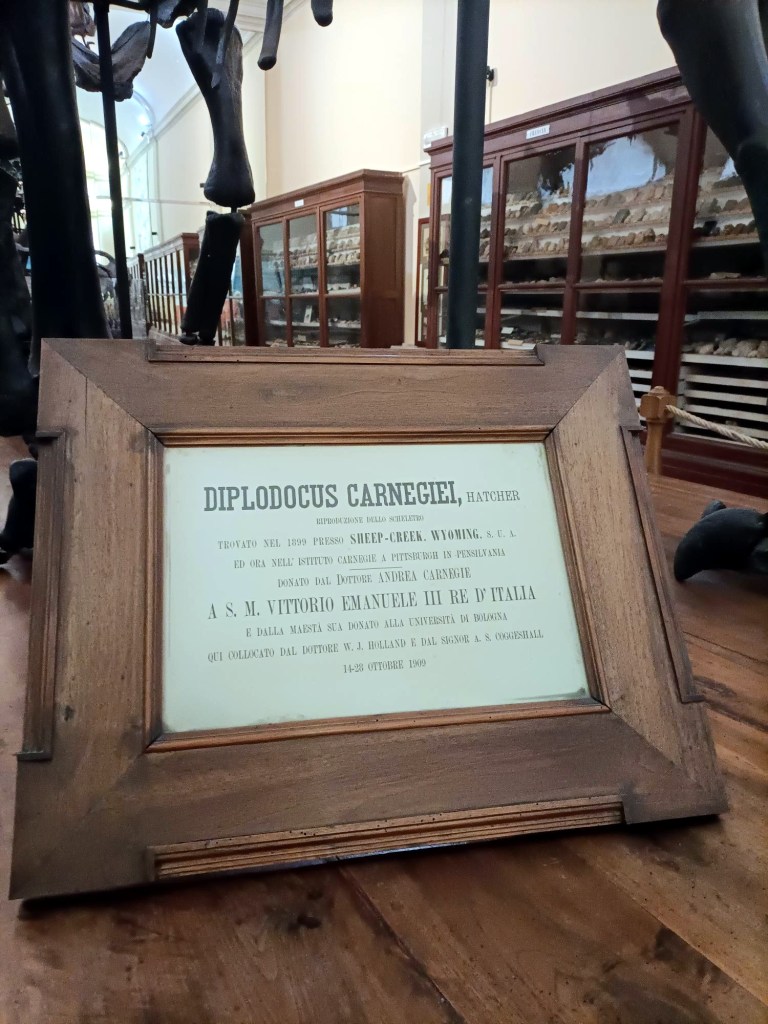 DIPLODOCUS CARNEGIEI, HATCHER
RIPRODUZIONE DELLO SCHELETRO
TROVATO NEL 1899 PRESSO SHEEP-CREEK. WYOMING. S. U. A.
ED ORA NELL' ISTITUTO CARNEGIE A PITTSBURGH IN PENSILVANIA
DONATO DAL DOTTORE ANDREA CARNEGIE
A S. M. VITTORIO EMANUELE III RE D'ITALIA
E DALLA MAESTÀ SUA DONATO ALLA UNIVERSITÀ DI BOLOGNA
QUI COLLOCATO DAL DOTTORE W. J. HOLLAND E DAL SIGNOR A. S. COGGESHALL
14-28 OTTOBRE 1909